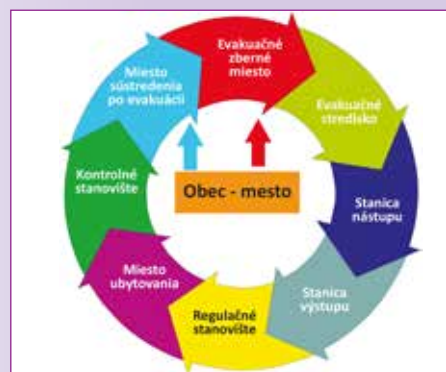 Evakuačné
zberné
miesto
Evakuačné
stredisko
Stanica
nástupu
Stanica
výstupu
Regulačné
stanovište
Miesto
ubytovania
Kontrolné
stanovište
Miesto
sústredenia
po evakuácii
Obec - mesto